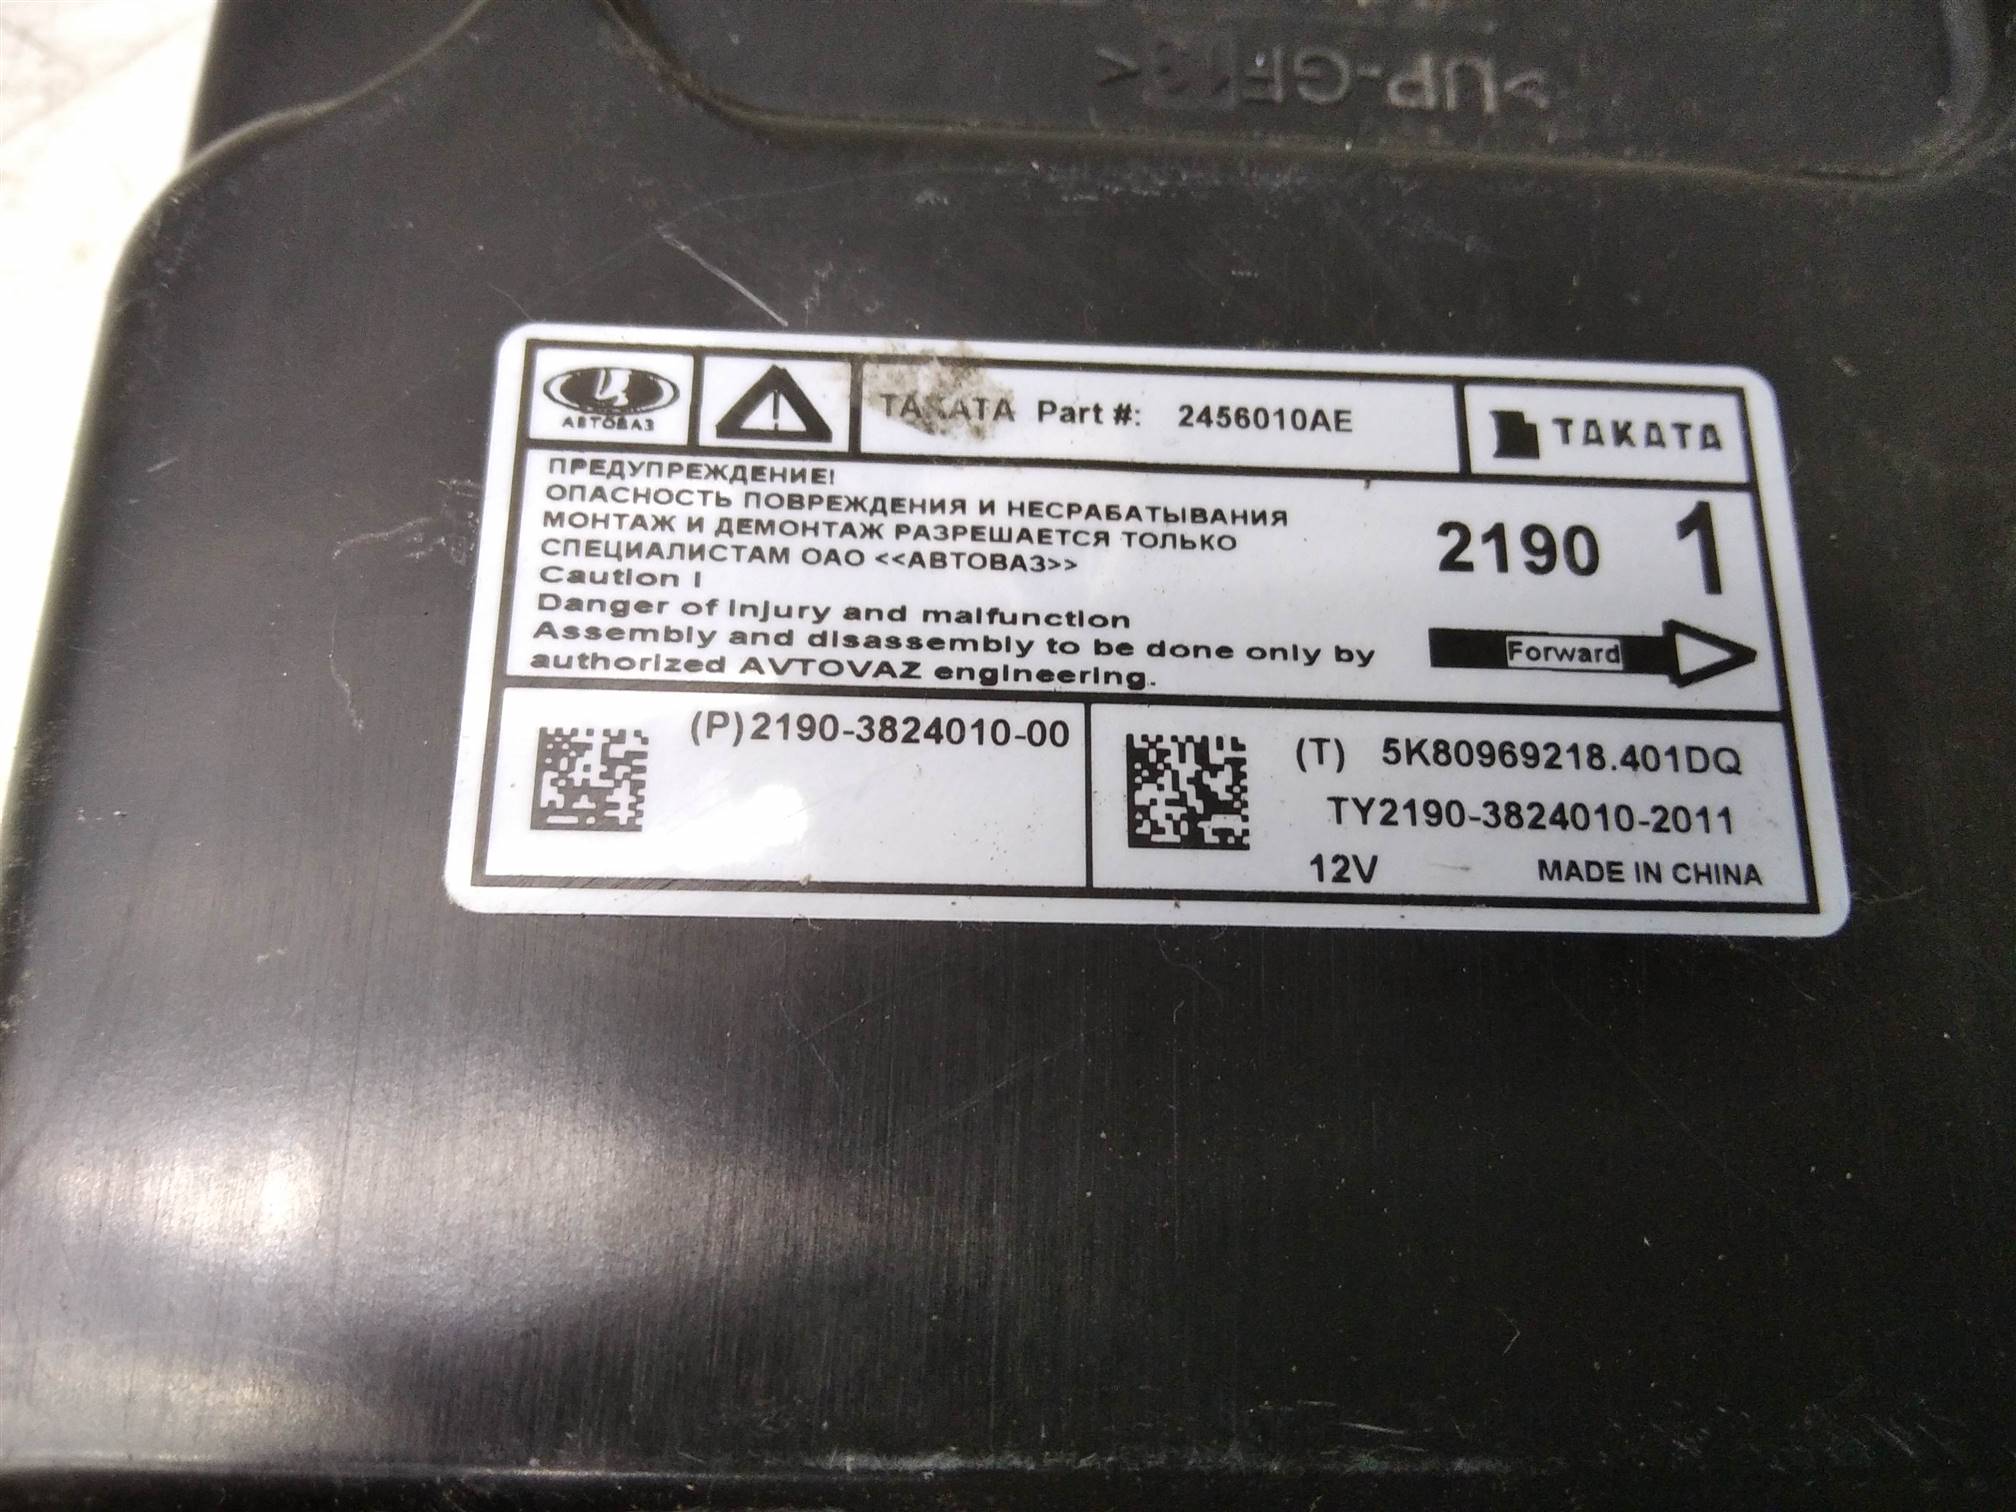 >UP-GF13<
АВТОВАЗ
TAKATA Part #: 2456010AE
TAKATA
ПРЕДУПРЕЖДЕНИЕ!
ОПАСНОСТЬ ПОВРЕЖДЕНИЯ И НЕСРАБАТЫВАНИЯ
МОНТАЖ И ДЕМОНТАЖ РАЗРЕШАЕТСЯ ТОЛЬКО
СПЕЦИАЛИСТАМ ОАО <<АВТОВАЗ>>
Caution !
Danger of injury and malfunction
Assembly and disassembly to be done only by
authorized AVTOVAZ engineering.
2190 1
Forward
(P)2190-3824010-00
(T) 5K80969218.401DQ
TY2190-3824010-2011
12V MADE IN CHINA